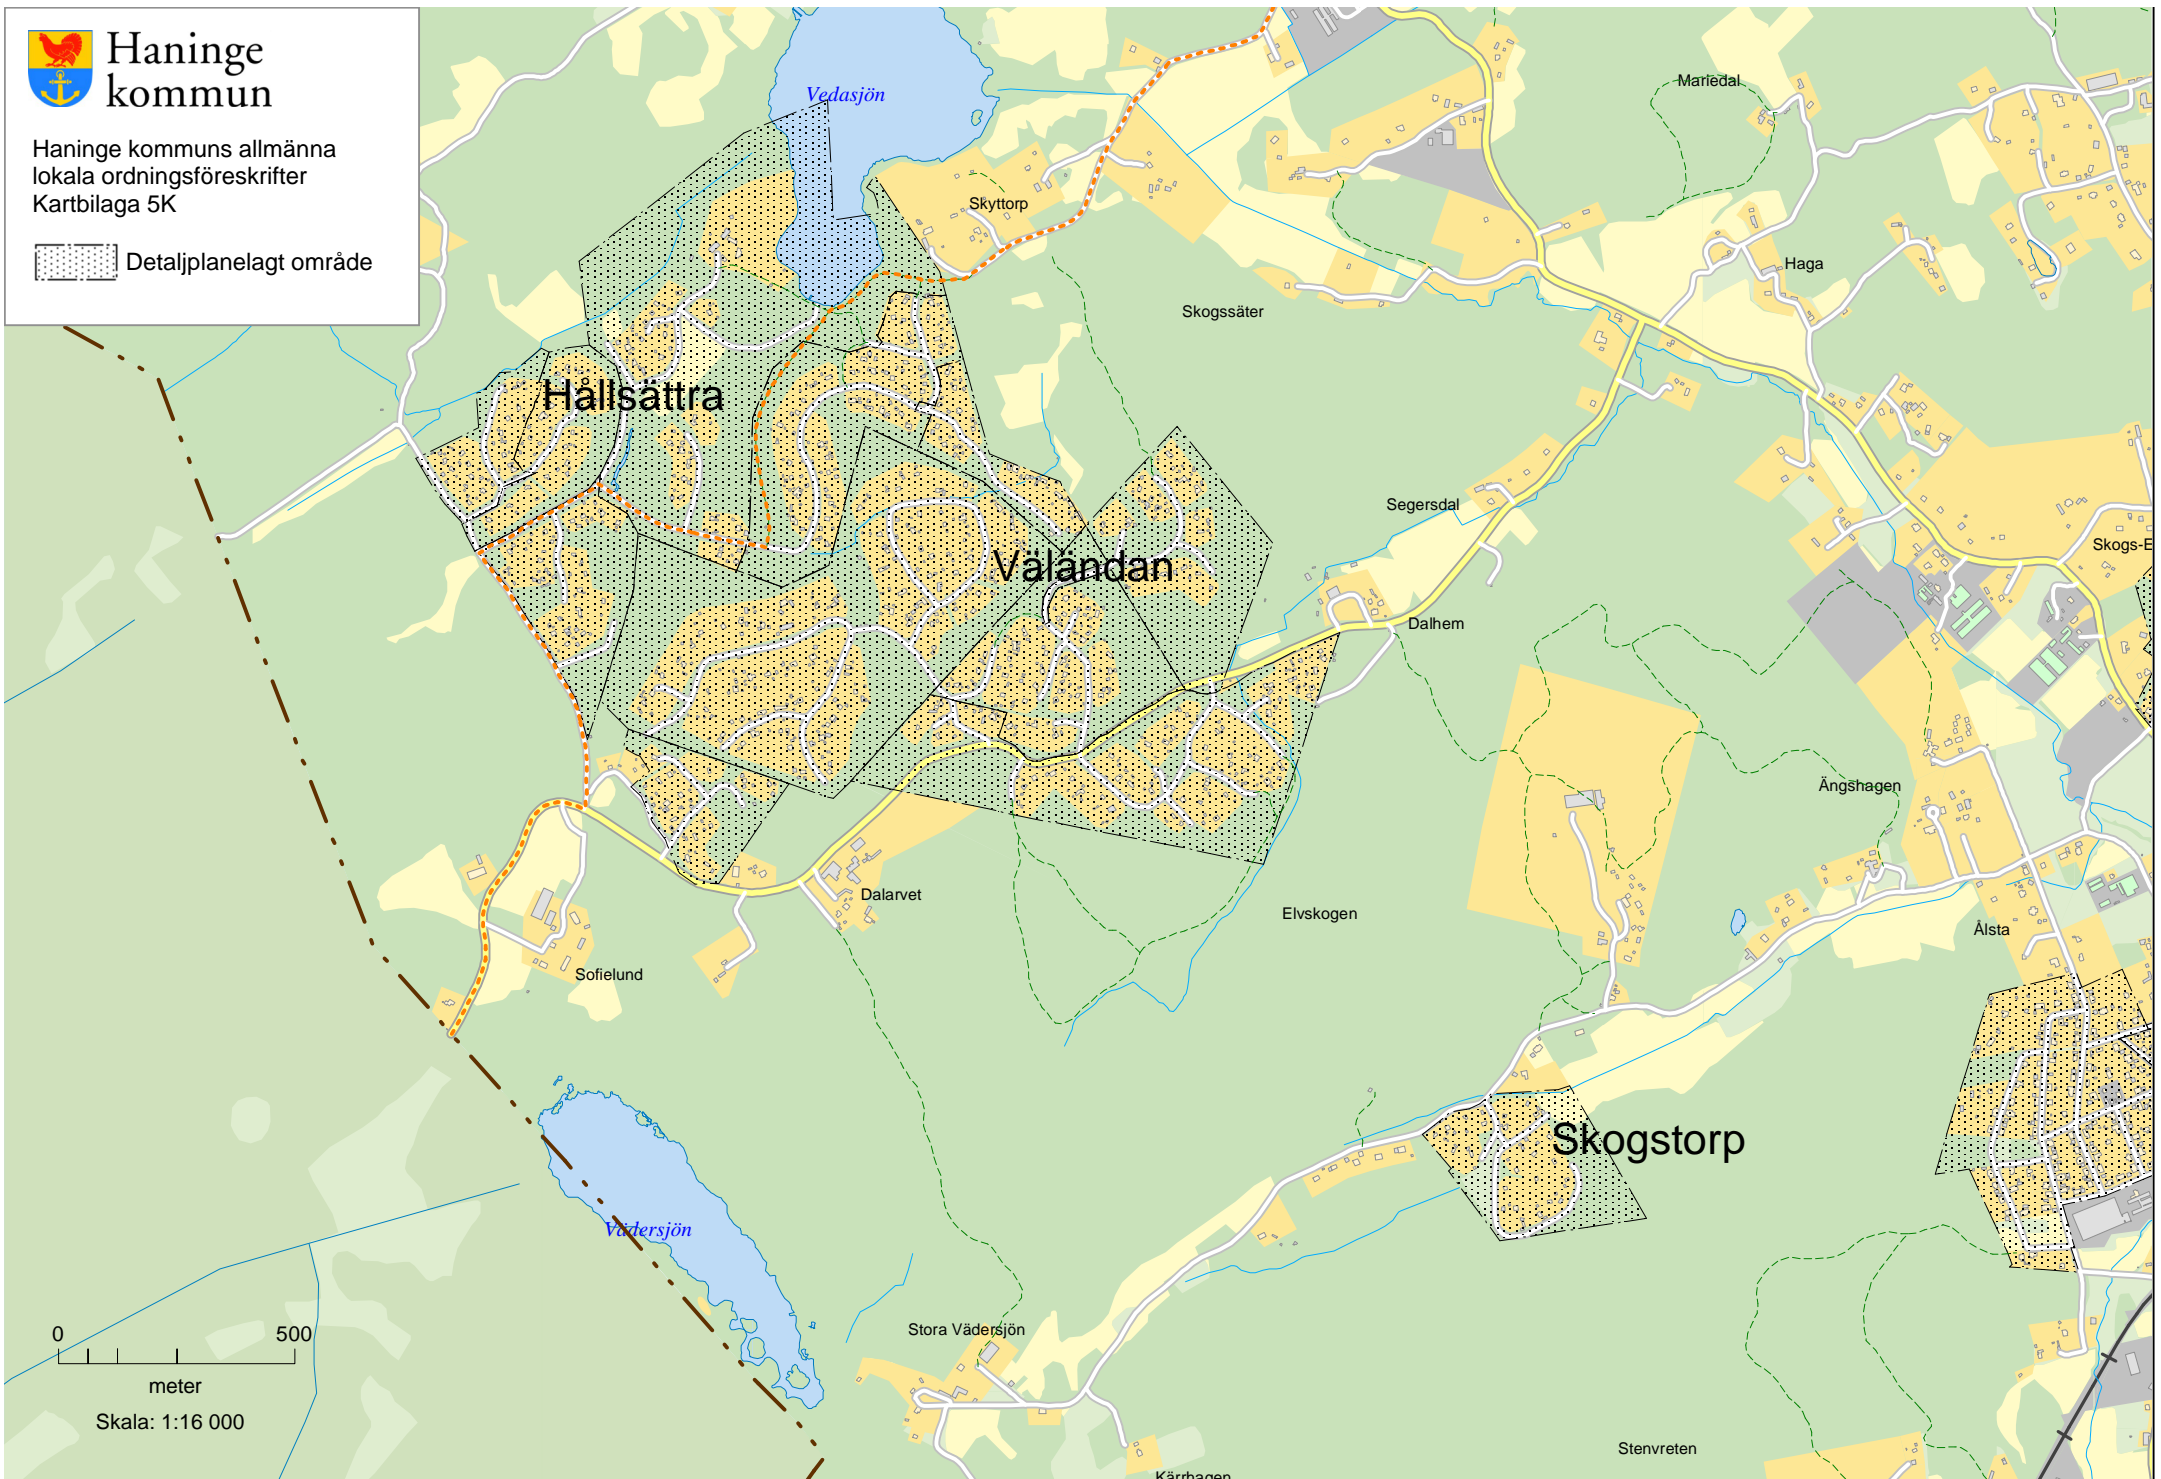 Haninge
kommun
Haninge kommuns allmänna
lokala ordningsföreskrifter
Kartbilaga 5K
Detaljplanelagt område
Vedasjön
Mariedal
Skyttorp
Haga
Skogssäter
Hållsättra
Segersdal
Skogs-E
Väländan
Dalhem
Ängshagen
Dalarvet
Elvskogen
Ålsta
Sofielund
Skogstorp
Vädersjön
Stora Vädersjön
0 500
meter
Skala: 1:16 000
Stenvreten
Kärrhagen